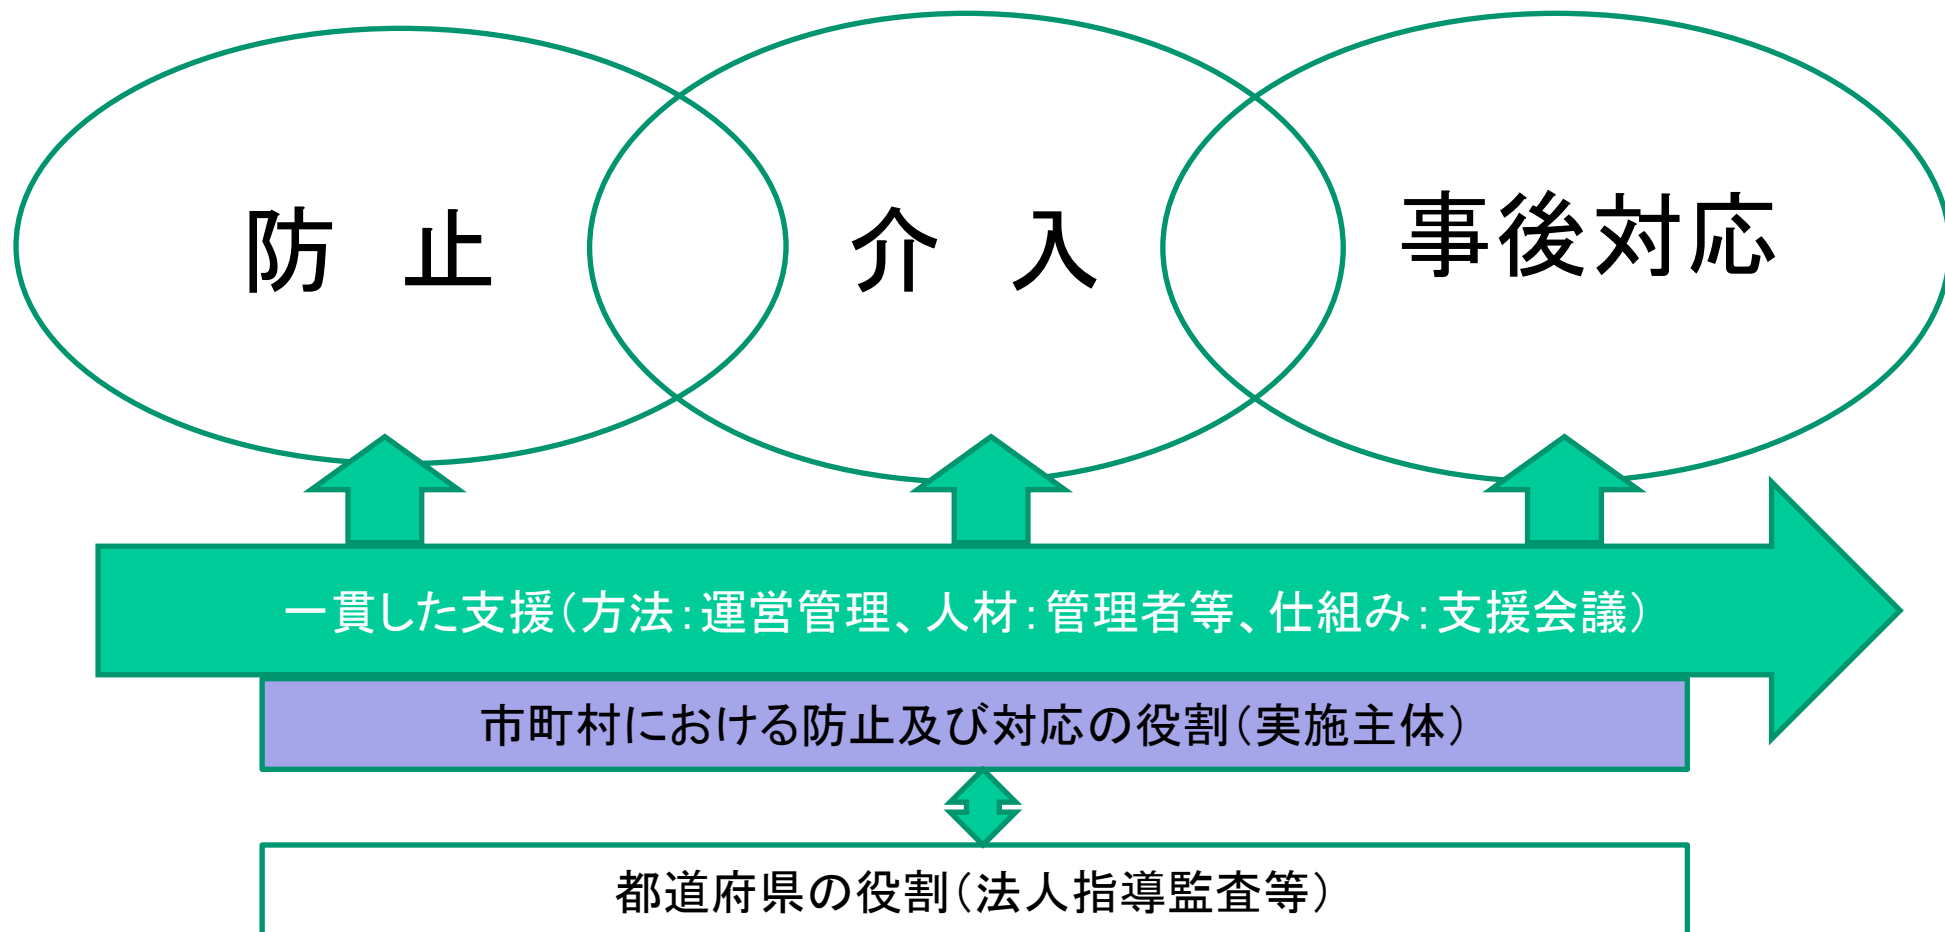 防　止
介　入
事後対応
一貫した支援（方法：運営管理、人材：管理者等、仕組み：支援会議）
市町村における防止及び対応の役割（実施主体）
都道府県の役割（法人指導監査等）